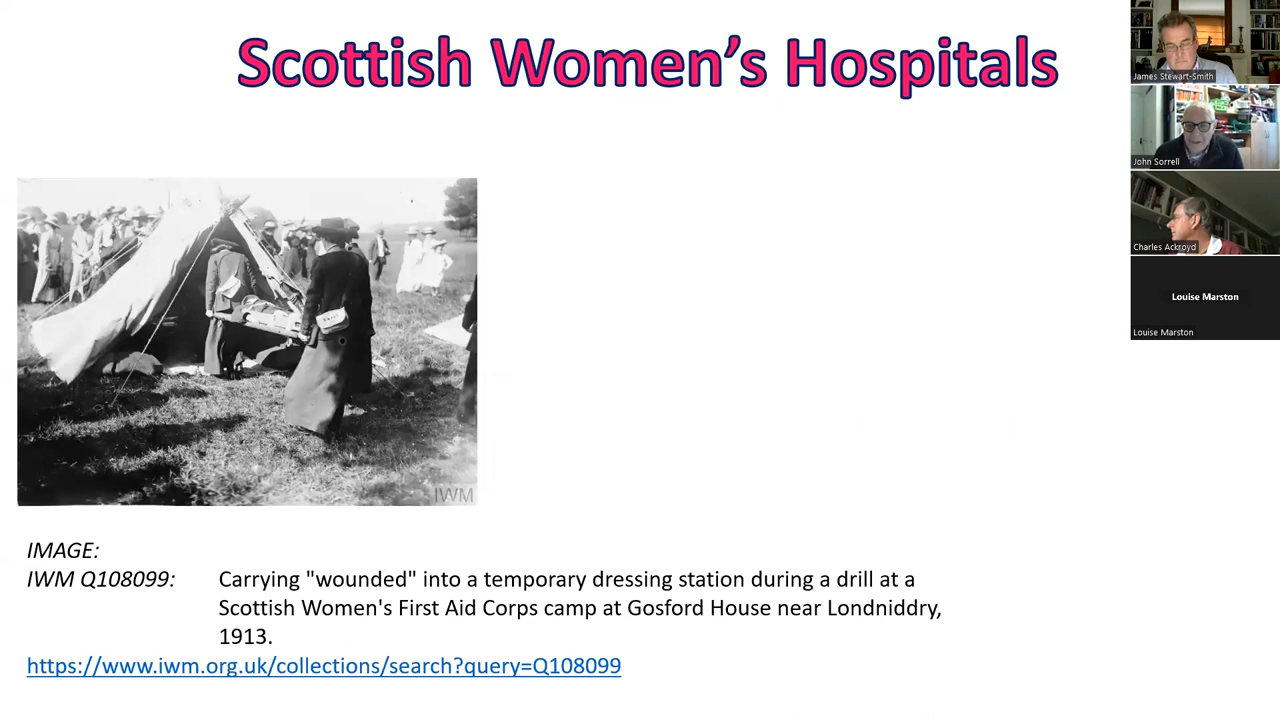 Scottish Women's Hospitals
James Stewart-Smith
John Sorrell
Charles Ackroyd
Louise Marston
Louise Marston
IWM
IMAGE:
IWM Q108099: Carrying "wounded" into a temporary dressing station during a drill at a
Scottish Women's First Aid Corps camp at Gosford House near Londniddry,
1913.
https://www.iwm.org.uk/collections/search?query=Q108099